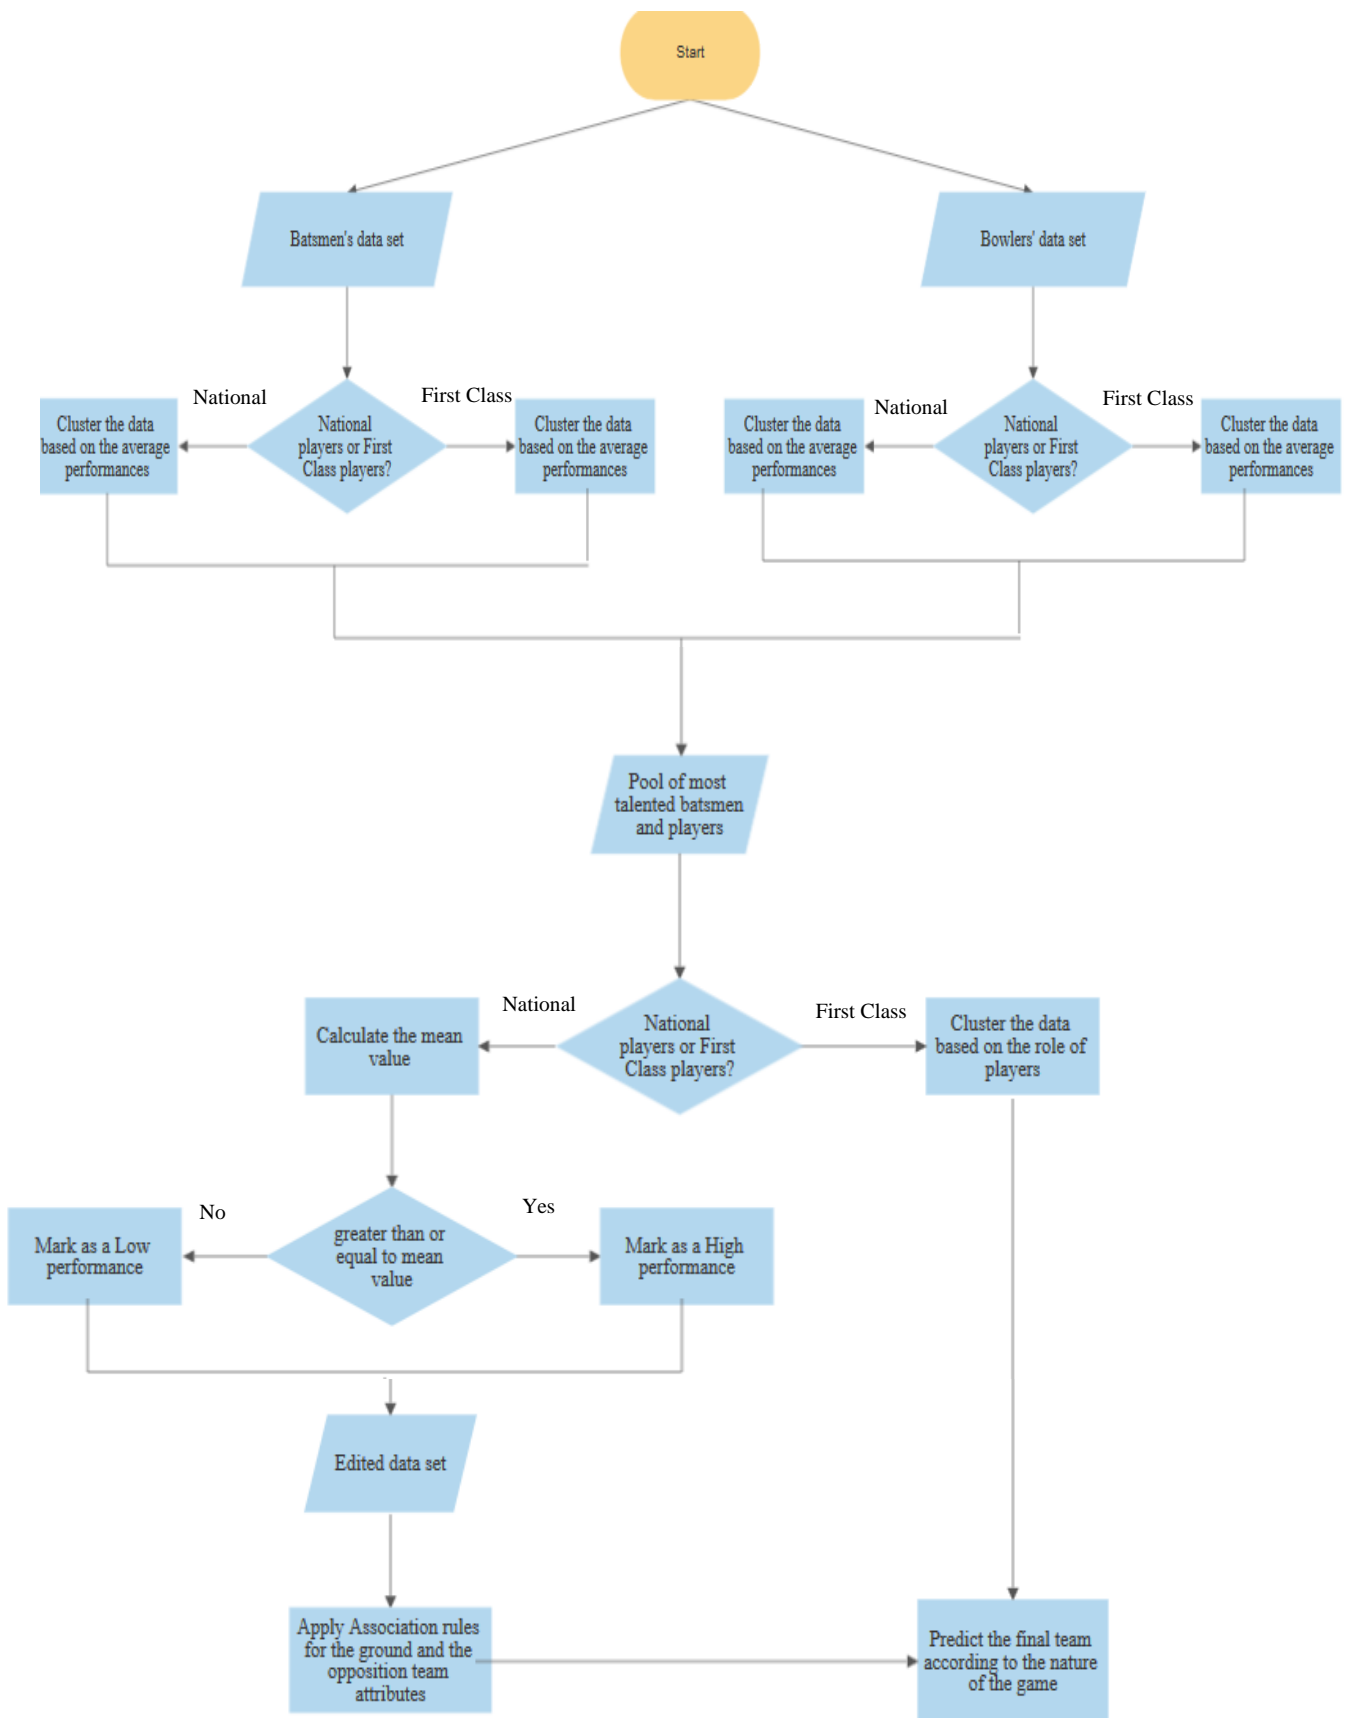 Start
Batsmen's data set
Bowlers' data set
National
First Class
National
First Class
Cluster the data
based on the average
performances
National
players or First
Class players?
Cluster the data
based on the average
performances
Cluster the data
based on the average
performances
National
players or First
Class players?
Cluster the data
based on the average
performances
Pool of most
talented batsmen
and players
National
First Class
Calculate the mean
value
National
players or First
Class players?
Cluster the data
based on the role of
players
No
Yes
Mark as a Low
performance
greater than or
equal to mean
value
Mark as a High
performance
Edited data set
Apply Association rules
for the ground and the
opposition team
attributes
Predict the final team
according to the nature
of the game